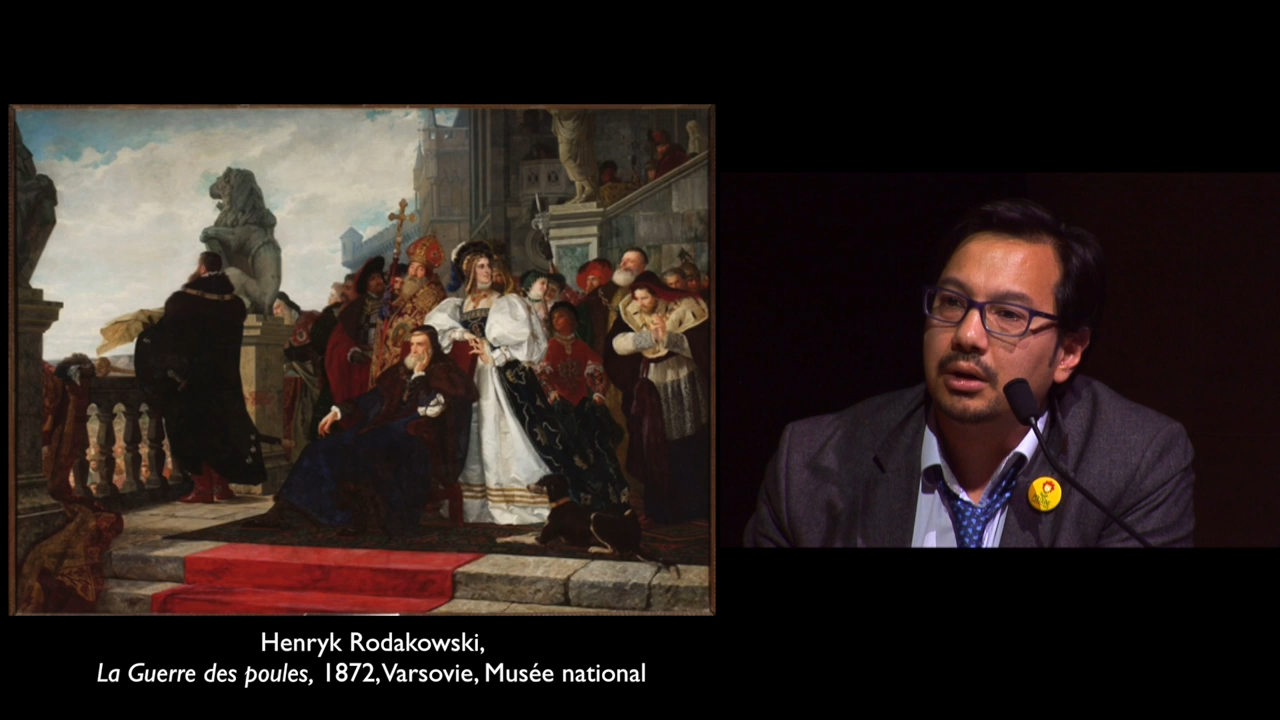 Henryk Rodakowski,
La Guerre des poules, 1872, Varsovie, Musée national